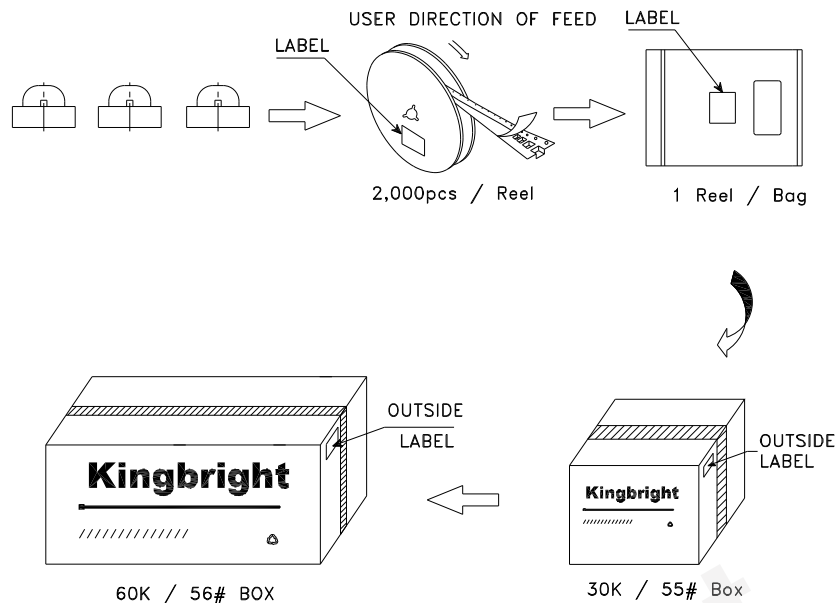 USER DIRECTION OF FEED
LABEL
LABEL
2,000pcs / Reel
1 Reel / Bag
OUTSIDE
LABEL
Kingbright
60K / 56# BOX
OUTSIDE
LABEL
Kingbright
30K / 55# Box